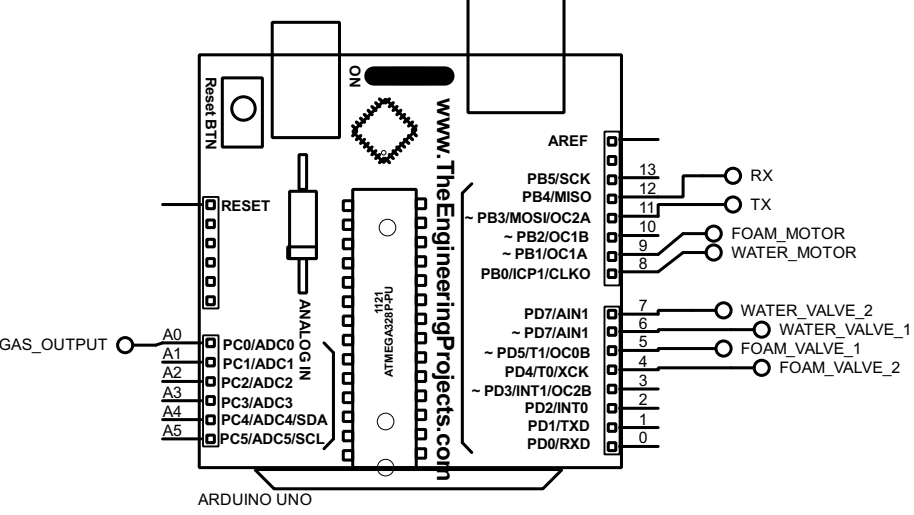 ON
Reset BTN
www.TheEngineeringProjects.com
AREF
PB5/SCK 13
PB4/MISO 12 RX
~ PB3/MOSI/OC2A 11 TX
~ PB2/OC1B 10
~ PB1/OC1A 9 FOAM_MOTOR
PB0/ICP1/CLKO 8 WATER_MOTOR
RESET
ANALOG IN
1121
ATMEGA328P-PU
PD7/AIN1 7 WATER_VALVE_2
~ PD7/AIN1 6 WATER_VALVE_1
~ PD5/T1/OC0B 5 FOAM_VALVE_1
PD4/T0/XCK 4 FOAM_VALVE_2
~ PD3/INT1/OC2B 3
PD2/INT0 2
PD1/TXD 1
PD0/RXD 0
GAS_OUTPUT A0 PC0/ADC0
A1 PC1/ADC1
A2 PC2/ADC2
A3 PC3/ADC3
A4 PC4/ADC4/SDA
A5 PC5/ADC5/SCL
ARDUINO UNO